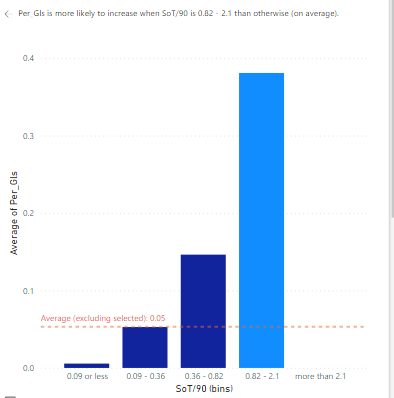 Per_Gls is more likely to increase when SoT/90 is 0.82 - 2.1 than otherwise (on average).
0.4
0.3
0.2
0.1
0.0
Average of Per_Gls
Average (excluding selected): 0.05
0.09 or less 0.09 - 0.36 0.36 - 0.82 0.82 - 2.1 more than 2.1
SoT/90 (bins)